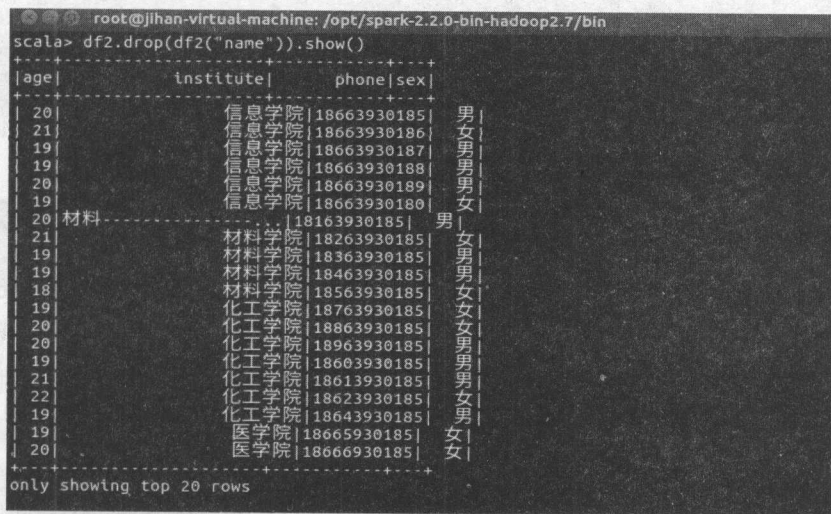 root@jihan-virtual-machine: /opt/spark-2.2.0-bin-hadoop2.7/bin
scala> df2.drop(df2("name")).show()
+---+--------------------+-----------+---+
|age|           institute|      phone|sex|
+---+--------------------+-----------+---+
| 20|                信息学院|18663930185|  男|
| 21|                信息学院|18663930186|  女|
| 19|                信息学院|18663930187|  男|
| 19|                信息学院|18663930188|  男|
| 20|                信息学院|18663930189|  男|
| 19|                信息学院|18663930180|  女|
| 20|材料---------------...|18163930185|  男|
| 21|                材料学院|18263930185|  女|
| 19|                材料学院|18363930185|  男|
| 19|                材料学院|18463930185|  男|
| 18|                材料学院|18563930185|  女|
| 19|                化工学院|18763930185|  女|
| 20|                化工学院|18863930185|  女|
| 20|                化工学院|18963930185|  男|
| 19|                化工学院|18603930185|  男|
| 21|                化工学院|18613930185|  男|
| 22|                化工学院|18623930185|  女|
| 19|                化工学院|18643930185|  男|
| 19|                 医学院|18665930185|  女|
| 20|                 医学院|18666930185|  女|
+---+--------------------+-----------+---+
only showing top 20 rows